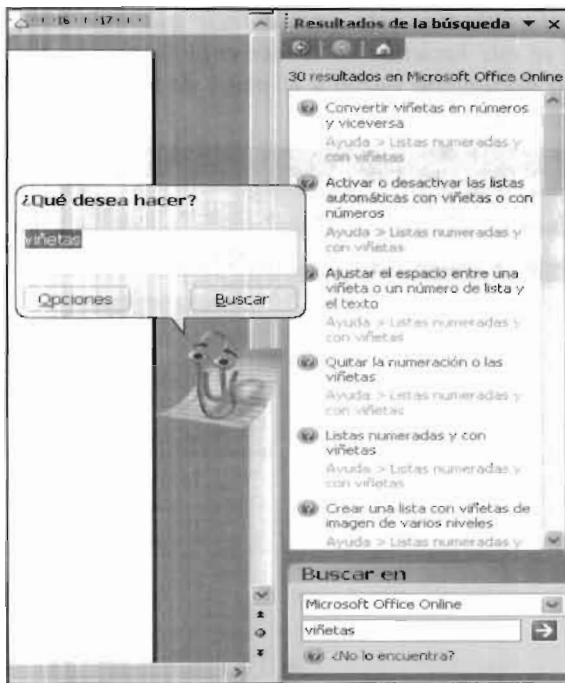 16 17
Resultados de la búsqueda
30 resultados en Microsoft Office Online
Convertir viñetas en números
y viceversa
Ayuda > Listas numeradas y
con viñetas
Activar o desactivar las listas
automáticas con viñetas o con
números
Ayuda > Listas numeradas y
con viñetas
Ajustar el espacio entre una
viñeta o un número de lista y
el texto
Ayuda > Listas numeradas y
con viñetas
Quitar la numeración o las
viñetas
Ayuda > Listas numeradas y
con viñetas
Listas numeradas y con
viñetas
Ayuda > Listas numeradas y
con viñetas
Crear una lista con viñetas de
imagen de varios niveles
Ayuda > Listas numeradas y
¿Qué desea hacer?
viñetas
Opciones Buscar
Buscar en
Microsoft Office Online
viñetas
¿No lo encuentra?